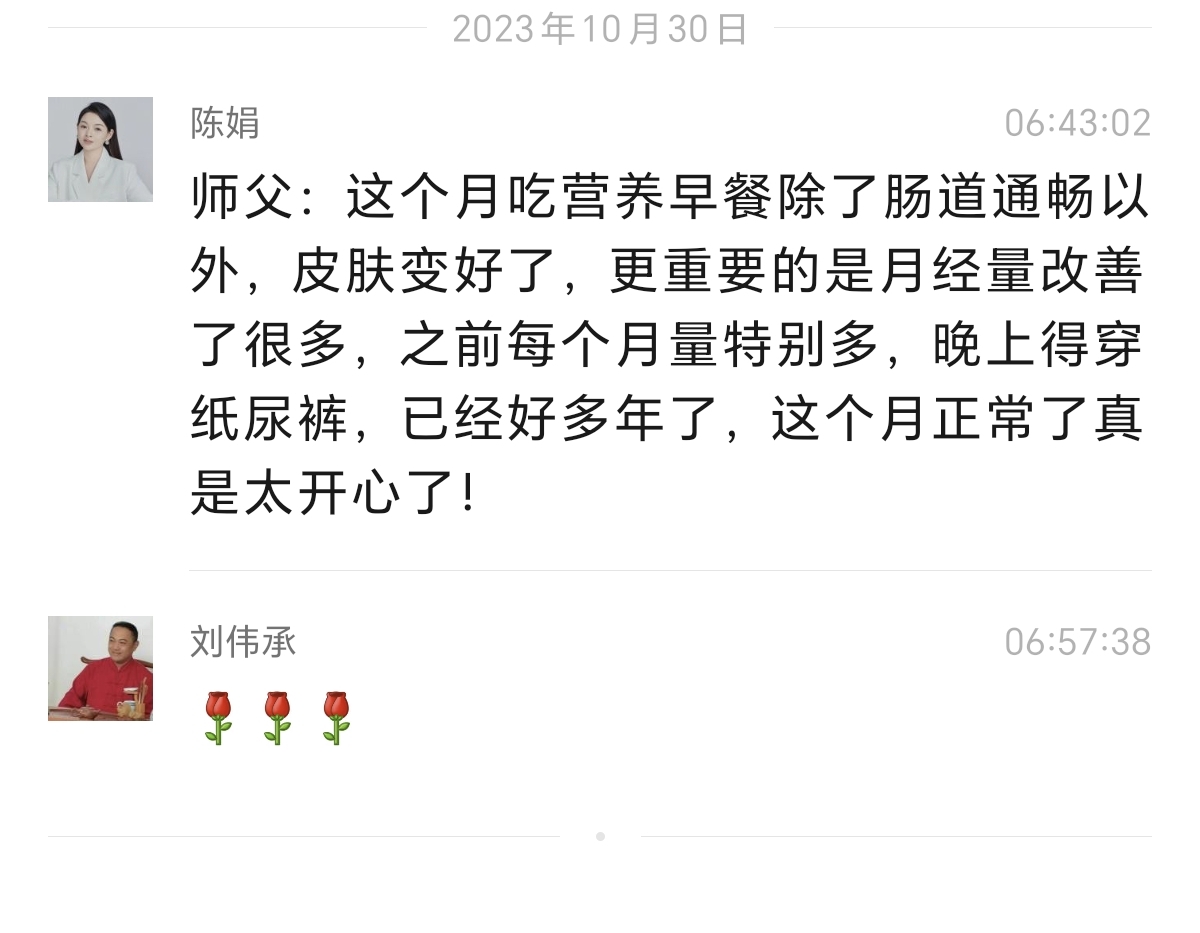 2023年10月30日
陈娟
06:43:02
师父：这个月吃营养早餐除了肠道通畅以
外，皮肤变好了，更重要的是月经量改善
了很多，之前每个月量特别多，晚上得穿
纸尿裤，已经好多年了，这个月正常了真
是太开心了！
刘伟承
06:57:38
🌹🌹🌹